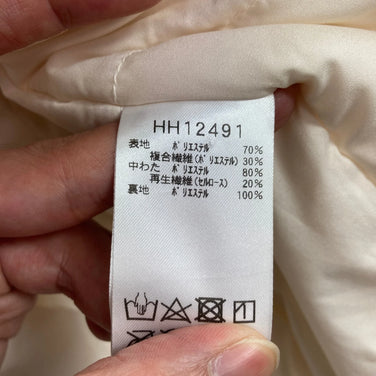 HH12491
表地 ポリエステル 70%
複合繊維(ポリエステル) 30%
中わた ポリエステル 80%
再生繊維(セルロース) 20%
裏地 ポリエステル 100%